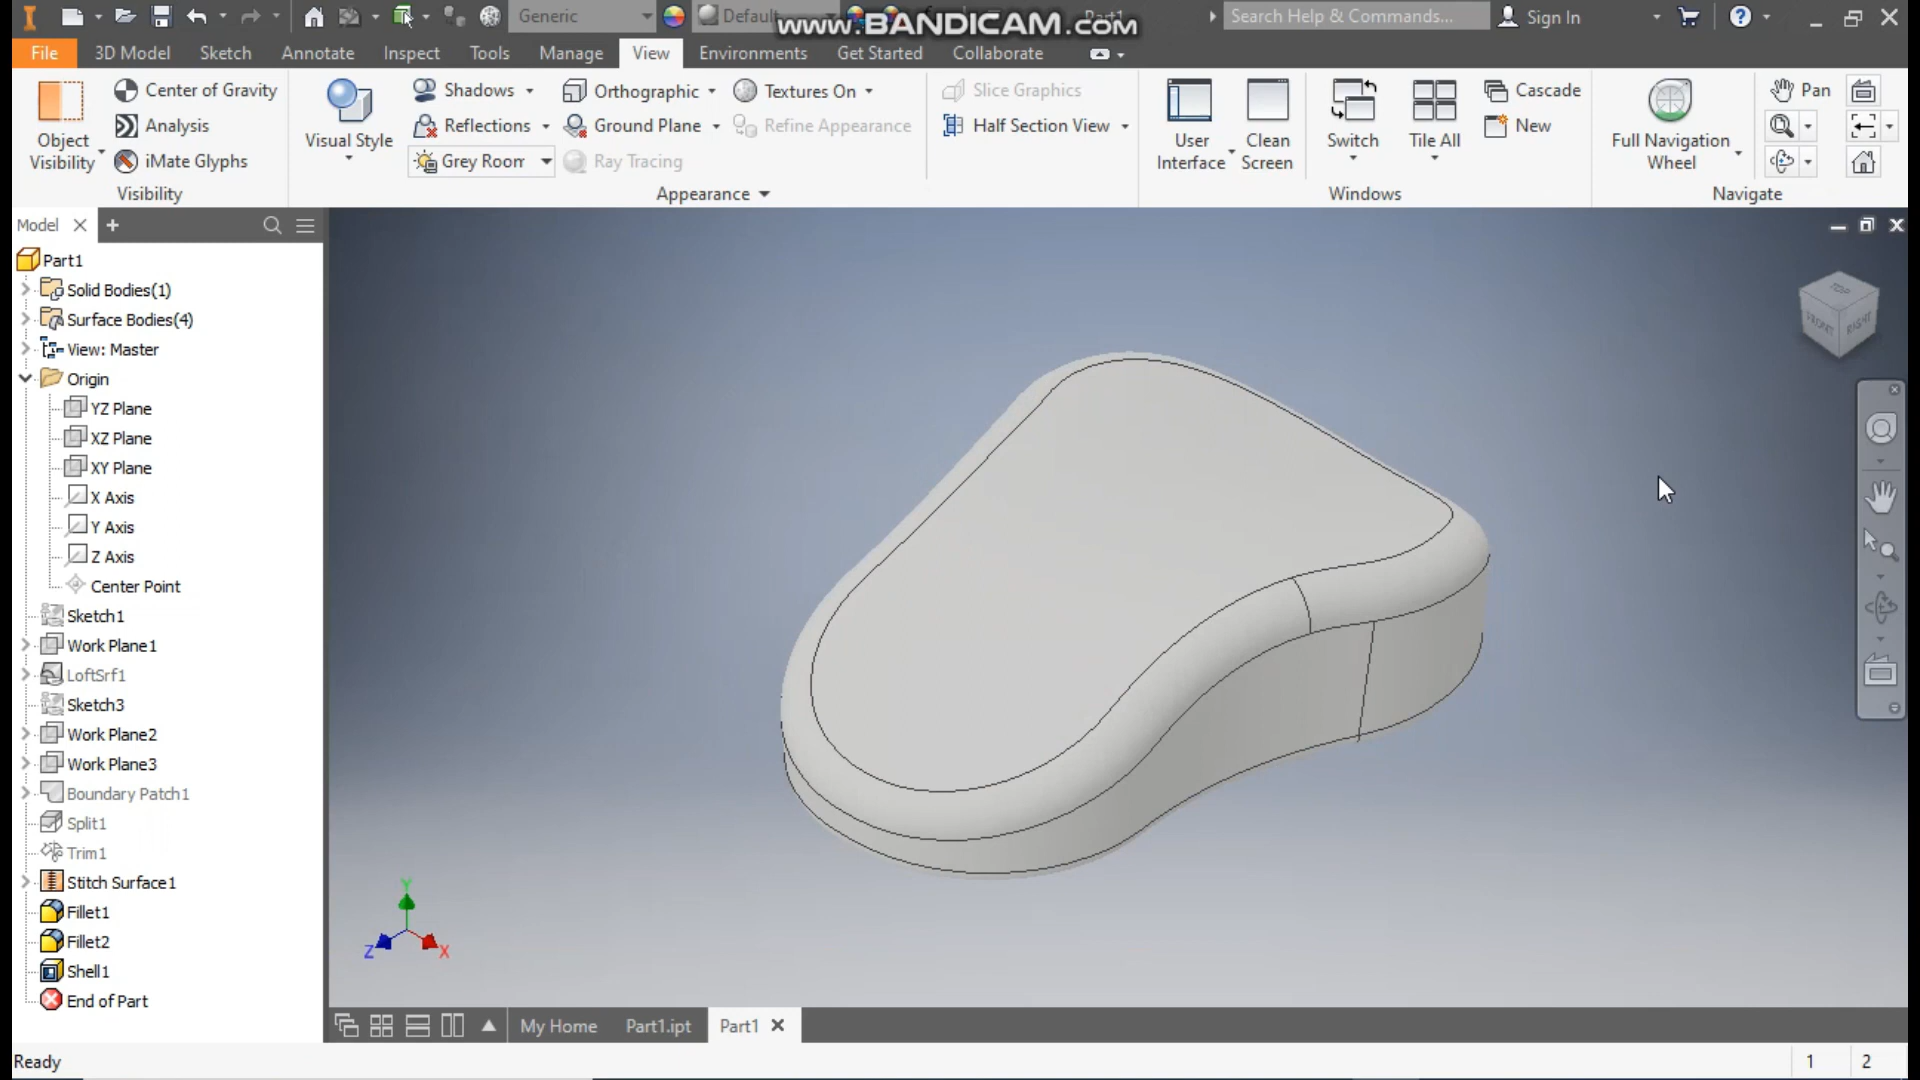 Generic
Default
www.BANDICAM.com
Part1
Search Help & Commands...
Sign In
File
3D Model
Sketch
Annotate
Inspect
Tools
Manage
View
Environments
Get Started
Collaborate
Object Visibility
Center of Gravity
Analysis
iMate Glyphs
Visibility
Visual Style
Shadows
Reflections
Grey Room
Orthographic
Ground Plane
Ray Tracing
Textures On
Refine Appearance
Appearance
Slice Graphics
Half Section View
User Interface
Clean Screen
Switch
Tile All
Cascade
New
Windows
Full Navigation Wheel
Pan
Navigate
Model
Part1
Solid Bodies(1)
Surface Bodies(4)
View: Master
Origin
YZ Plane
XZ Plane
XY Plane
X Axis
Y Axis
Z Axis
Center Point
Sketch1
Work Plane1
LoftSrf1
Sketch3
Work Plane2
Work Plane3
Boundary Patch1
Split1
Trim1
Stitch Surface1
Fillet1
Fillet2
Shell1
End of Part
TOP
FRONT
RIGHT
Y
Z
X
My Home
Part1.ipt
Part1
Ready
1
2